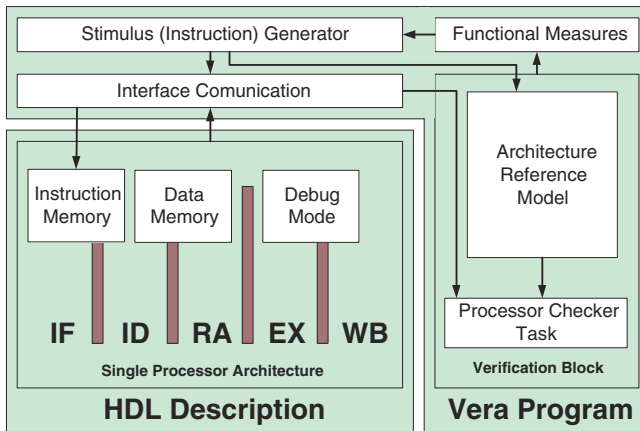 Stimulus (Instruction) Generator
Functional Measures
Interface Comunication
Instruction
Memory
Data
Memory
Debug
Mode
Architecture
Reference
Model
IF ID RA EX WB
Single Processor Architecture
HDL Description
Processor Checker
Task
Verification Block
Vera Program